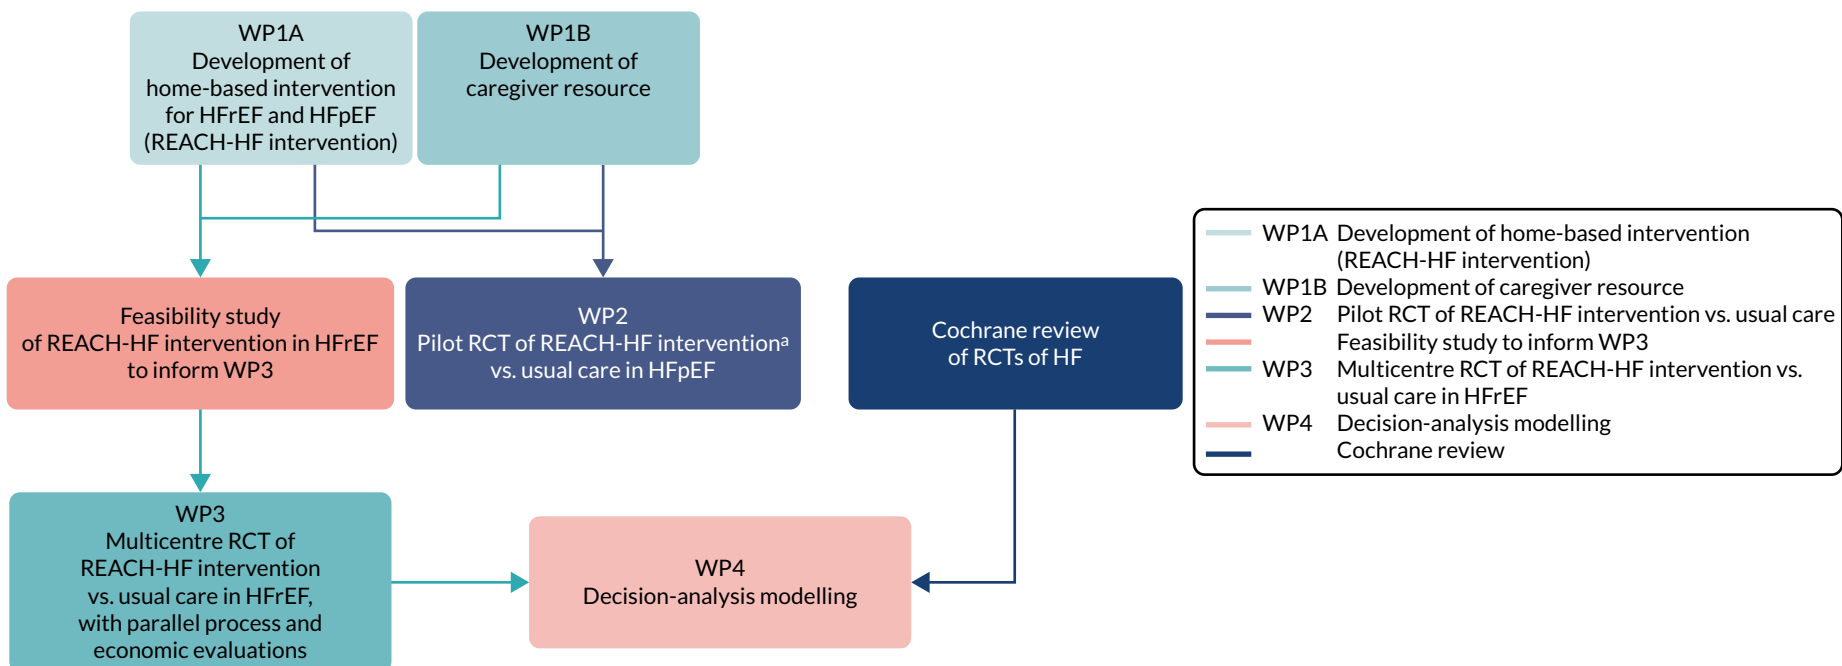 WP1A
Development of
home-based intervention
for HFrEF and HFpEF
(REACH-HF intervention)
WP1B
Development of
caregiver resource
Feasibility study
of REACH-HF intervention in HFrEF
to inform WP3
WP2
Pilot RCT of REACH-HF interventionᵃ
vs. usual care in HFpEF
Cochrane review
of RCTs of HF
WP3
Multicentre RCT of
REACH-HF intervention
vs. usual care in HFrEF,
with parallel process and
economic evaluations
WP4
Decision-analysis modelling
WP1A Development of home-based intervention
(REACH-HF intervention)
WP1B Development of caregiver resource
WP2 Pilot RCT of REACH-HF intervention vs. usual care
Feasibility study to inform WP3
WP3 Multicentre RCT of REACH-HF intervention vs.
usual care in HFrEF
WP4 Decision-analysis modelling
Cochrane review